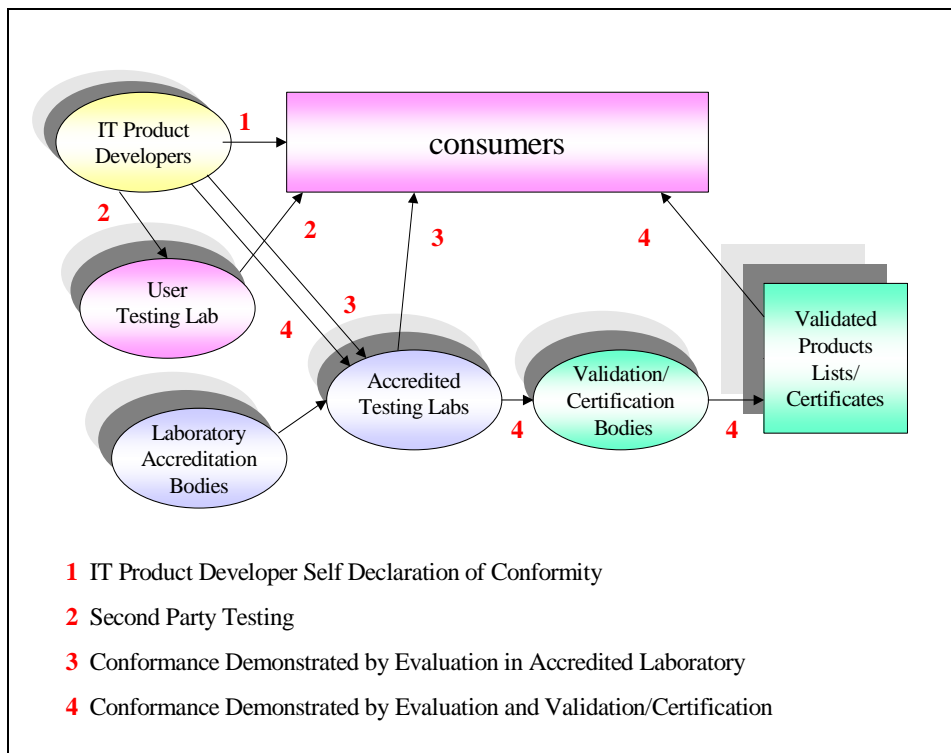 IT Product
Developers
1
consumers
2
2
3
4
User
Testing Lab
3
4
Validated
Products
Lists/
Certificates
Accredited
Testing Labs
4
Validation/
Certification
Bodies
4
Laboratory
Accreditation
Bodies
1 IT Product Developer Self Declaration of Conformity
2 Second Party Testing
3 Conformance Demonstrated by Evaluation in Accredited Laboratory
4 Conformance Demonstrated by Evaluation and Validation/Certification